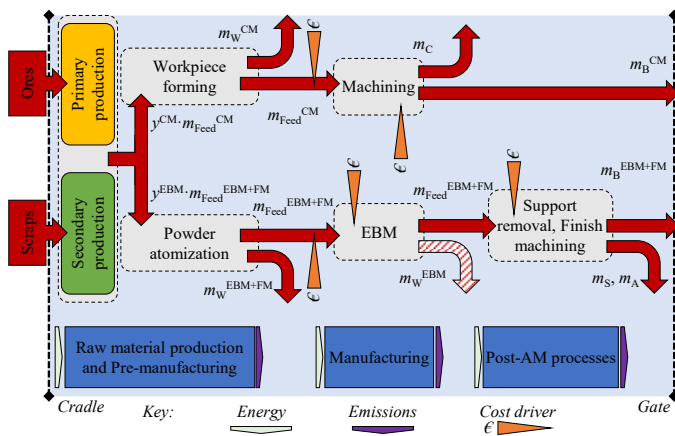 Ores
Primary
production
Workpiece
forming
m_W^CM
€
m_Feed^CM
Machining
€
m_C
m_B^CM
y^CM·m_Feed^CM
y^EBM·m_Feed^EBM+FM
Scraps
Secondary
production
Powder
atomization
m_Feed^EBM+FM
m_W^EBM+FM
€
€
EBM
m_Feed^EBM+FM
m_W^EBM
€
Support
removal, Finish
machining
m_B^EBM+FM
m_S, m_A
Raw material production
and Pre-manufacturing
Manufacturing
Post-AM processes
Cradle
Key:
Energy
Emissions
Cost driver
€
Gate